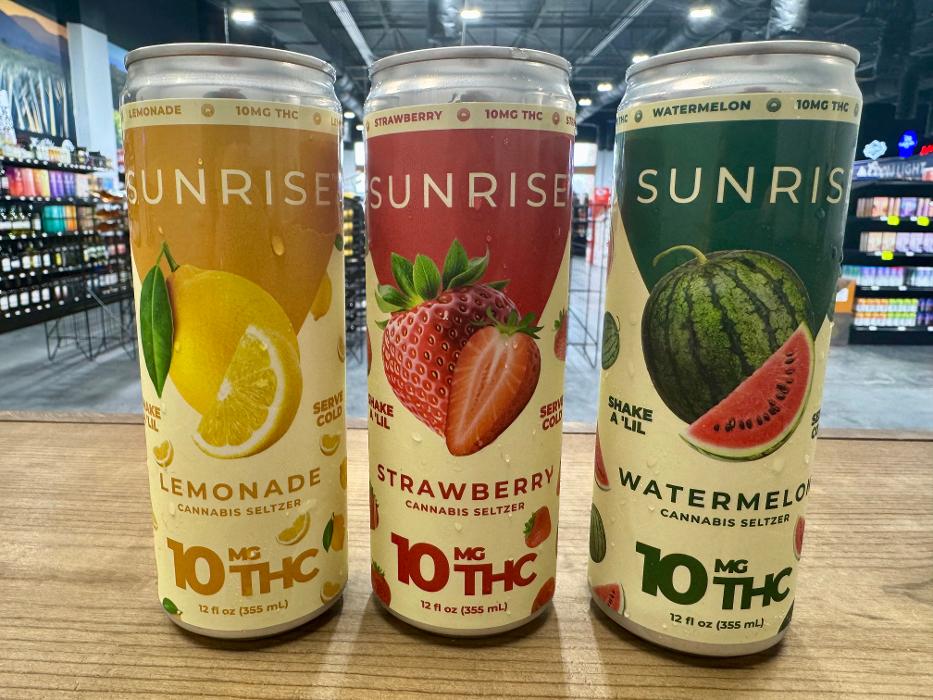 LEMONADE 10MG THC
SUNRISE
SHAKE
A 'LIL
SERVE
COLD
LEMONADE
CANNABIS SELTZER
10 MG
THC
12 fl oz (355 mL)
STRAWBERRY 10MG THC
SUNRISE
SHAKE
A 'LIL
SERVE
COLD
STRAWBERRY
CANNABIS SELTZER
10 MG
THC
12 fl oz (355 mL)
THC WATERMELON 10MG THC
SUNRIS
SHAKE
A 'LIL
WATERMELON
CANNABIS SELTZER
10 MG
THC
12 fl oz (355 mL)